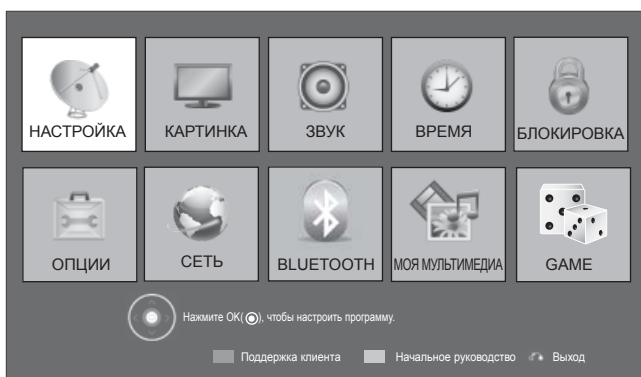 НАСТРОЙКА КАРТИНКА ЗВУК ВРЕМЯ БЛОКИРОВКА
ОПЦИИ СЕТЬ BLUETOOTH МОЯ МУЛЬТИМЕДИА GAME
Нажмите OK(), чтобы настроить программу.
Поддержка клиента Начальное руководство Выход